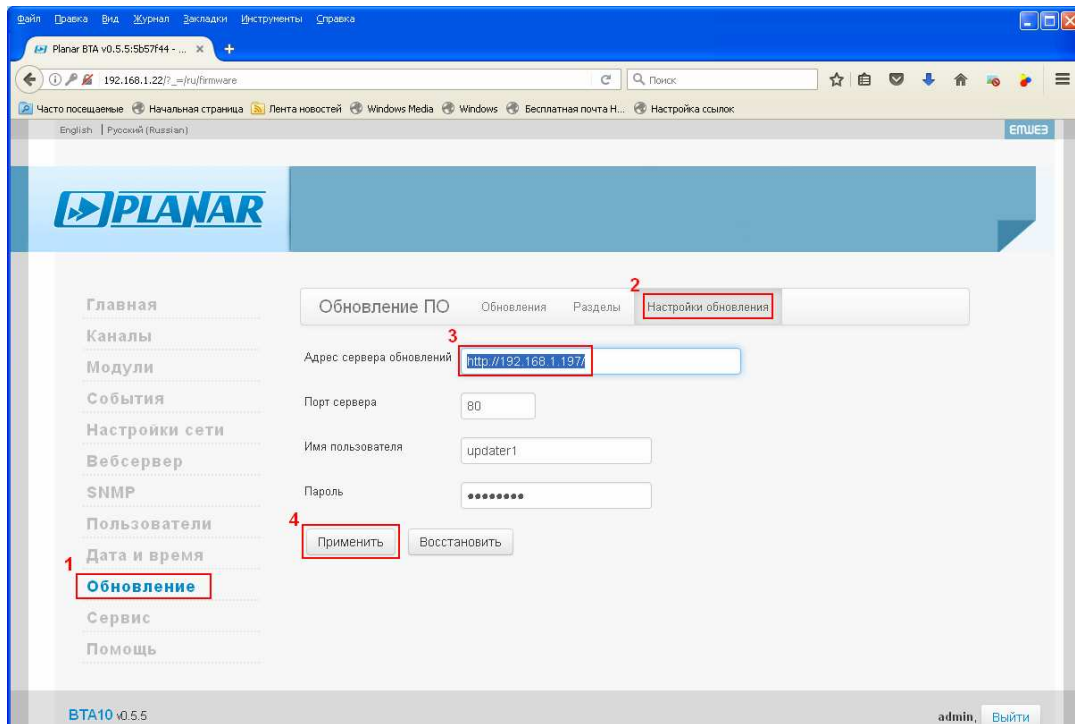 Файл Правка Вид Журнал Закладки Инструменты Справка
Planar BTA v0.5.5:5b57f44 - ... × +
192.168.1.22/?_=/ru/firmware
Поиск
Часто посещаемые Начальная страница Лента новостей Windows Media Windows Бесплатная почта H... Настройка ссылок
English | Русский (Russian)
EMWEB
PLANAR
Главная
Каналы
Модули
События
Настройки сети
Вебсервер
SNMP
Пользователи
Дата и время
1
Обновление
Сервис
Помощь
2
Обновление ПО Обновления Разделы Настройки обновления
3
Адрес сервера обновлений http://192.168.1.197/
Порт сервера 80
Имя пользователя updater1
Пароль ••••••••
4
Применить Восстановить
BTA10 v0.5.5
admin, Выйти